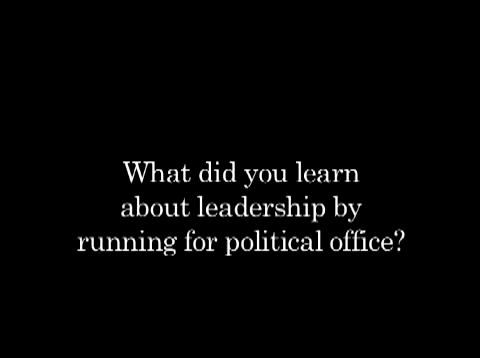 What did you learn
about leadership by
running for political office?